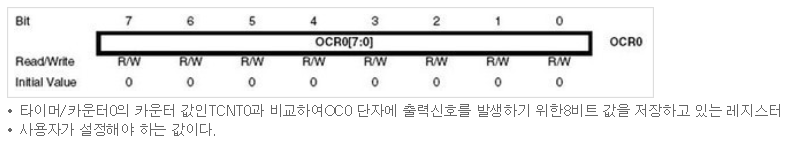 Bit 7 6 5 4 3 2 1 0
OCR0[7:0] OCR0
Read/Write R/W R/W R/W R/W R/W R/W R/W R/W
Initial Value 0 0 0 0 0 0 0 0
• 타이머/카운터0의 카운터 값인TCNT0과 비교하여OC0 단자에 출력신호를 발생하기 위한8비트 값을 저장하고 있는 레지스터
• 사용자가 설정해야 하는 값이다.